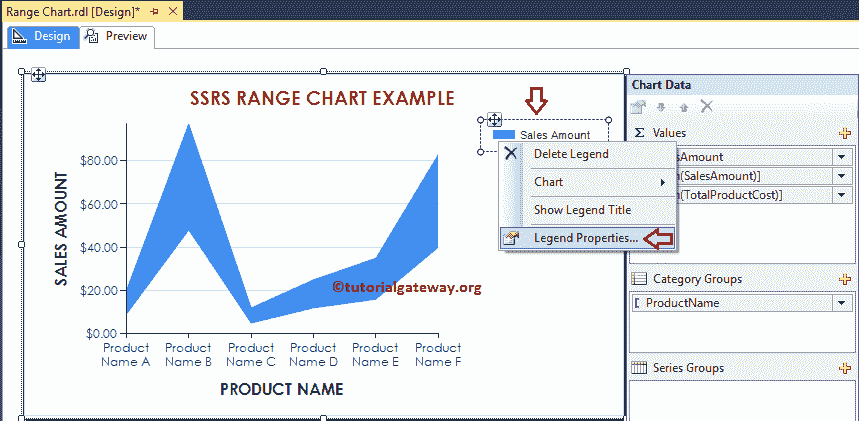 Range Chart.rdl [Design]*
Design
Preview
SSRS RANGE CHART EXAMPLE
Sales Amount
Delete Legend
Chart
Show Legend Title
Legend Properties...
SALES AMOUNT
$80.00
$60.00
$40.00
$20.00
$0.00
©tutorialgateway.org
Product Name A
Product Name B
Product Name C
Product Name D
Product Name E
Product Name F
PRODUCT NAME
Chart Data
Σ Values
sAmount
(SalesAmount)]
(TotalProductCost)]
Category Groups
ProductName
Series Groups